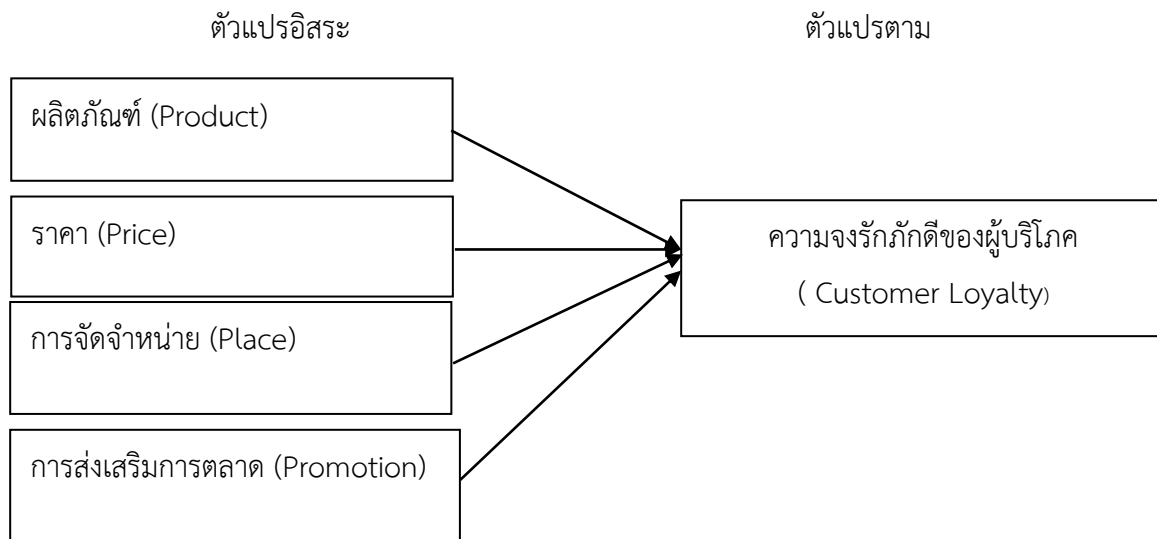 ตัวแปรอิสระ
ตัวแปรตาม
ผลิตภัณฑ์ (Product)
ราคา (Price)
การจัดจำหน่าย (Place)
การส่งเสริมการตลาด (Promotion)
ความจงรักภักดีของผู้บริโภค
( Customer Loyalty)